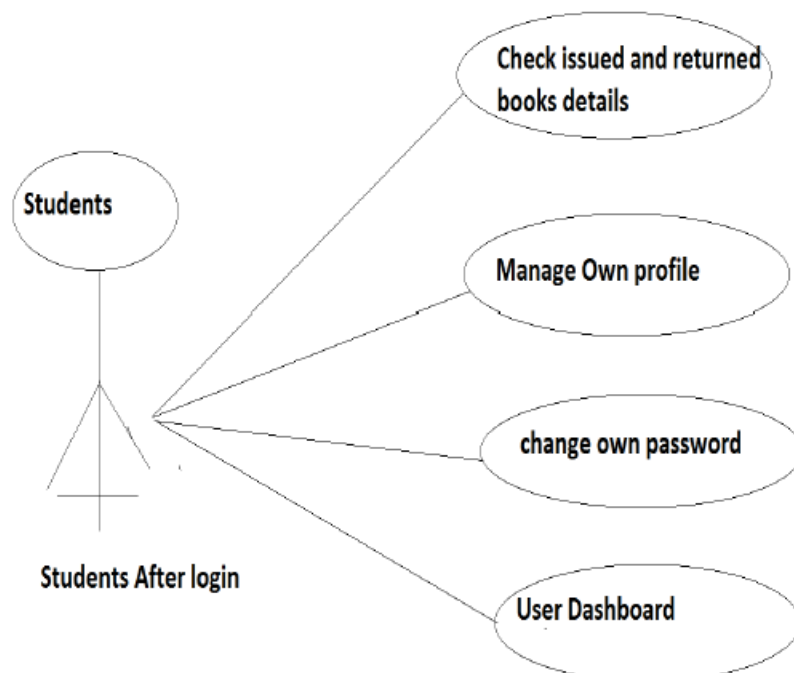 Check issued and returned
books details
Students
Manage Own profile
change own password
Students After login
User Dashboard